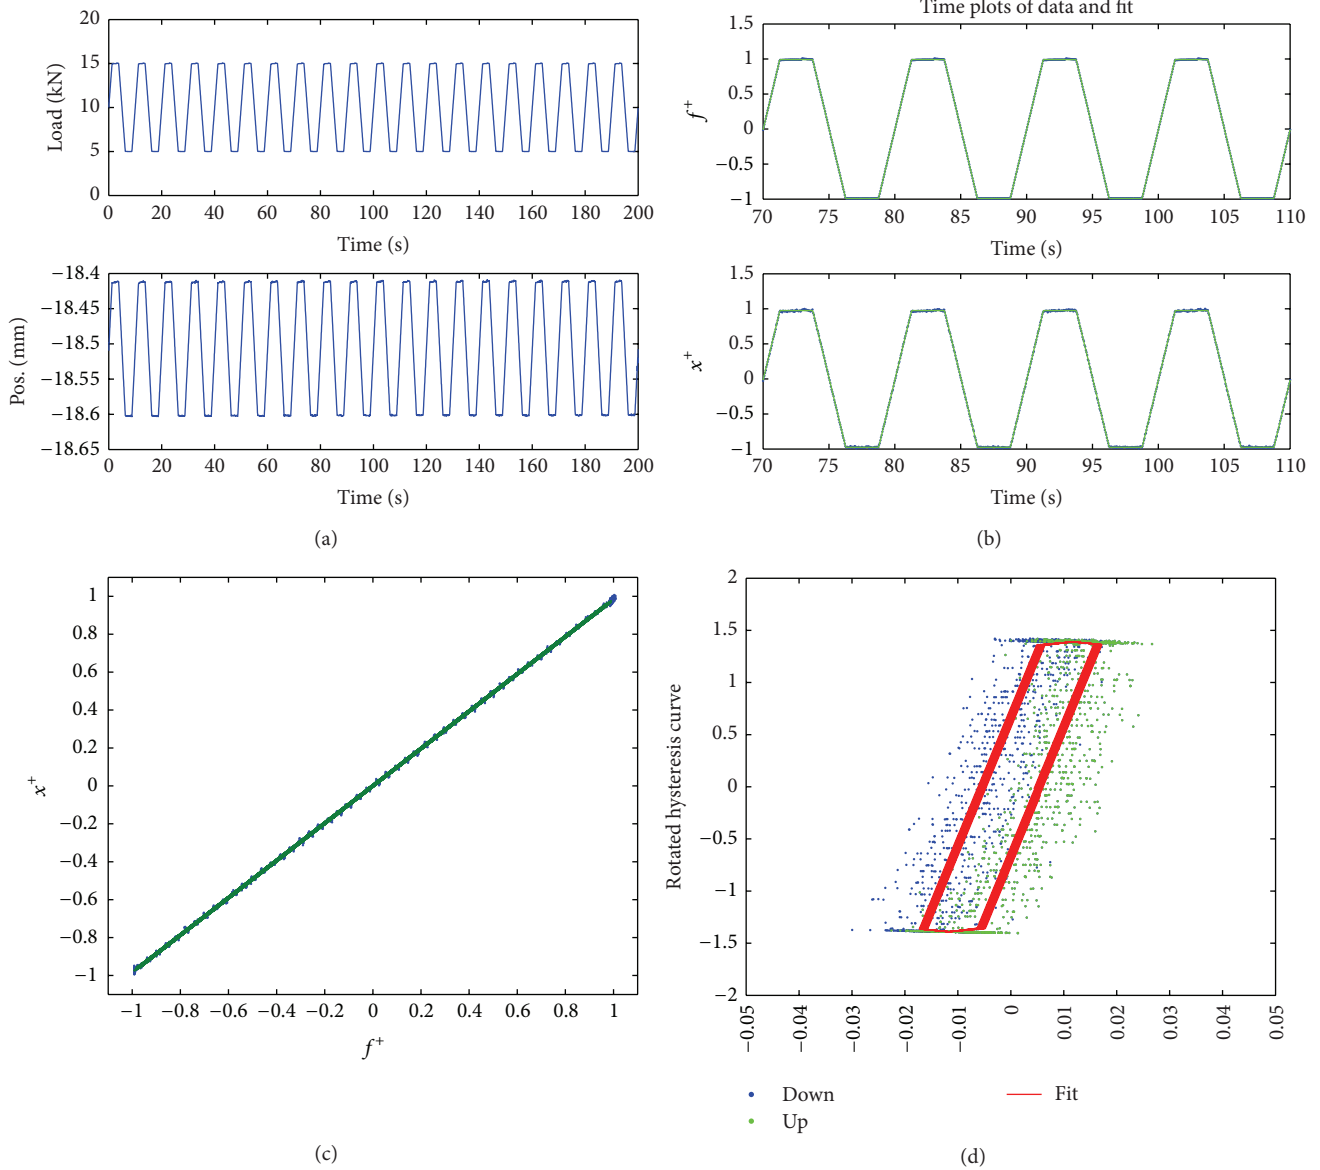 20
15
10
5
0
Load (kN)
0 20 40 60 80 100 120 140 160 180 200
Time (s)
−18.4
−18.45
−18.5
−18.55
−18.6
−18.65
Pos. (mm)
0 20 40 60 80 100 120 140 160 180 200
Time (s)
(a)
Time plots of data and fit
1.5
1
0.5
0
−0.5
−1
f+
70 75 80 85 90 95 100 105 110
Time (s)
1.5
1
0.5
0
−0.5
−1
x+
70 75 80 85 90 95 100 105 110
Time (s)
(b)
1
0.8
0.6
0.4
0.2
0
−0.2
−0.4
−0.6
−0.8
−1
x+
−1 −0.8 −0.6 −0.4 −0.2 0 0.2 0.4 0.6 0.8 1
f+
(c)
2
1.5
1
0.5
0
−0.5
−1
−1.5
−2
Rotated hysteresis curve
−0.05 −0.04 −0.03 −0.02 −0.01 0 0.01 0.02 0.03 0.04 0.05
Down
Up
Fit
(d)